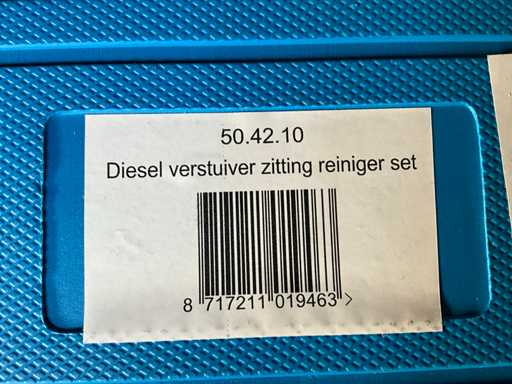 50.42.10
Diesel verstuiver zitting reiniger set
8 717211 019463 >